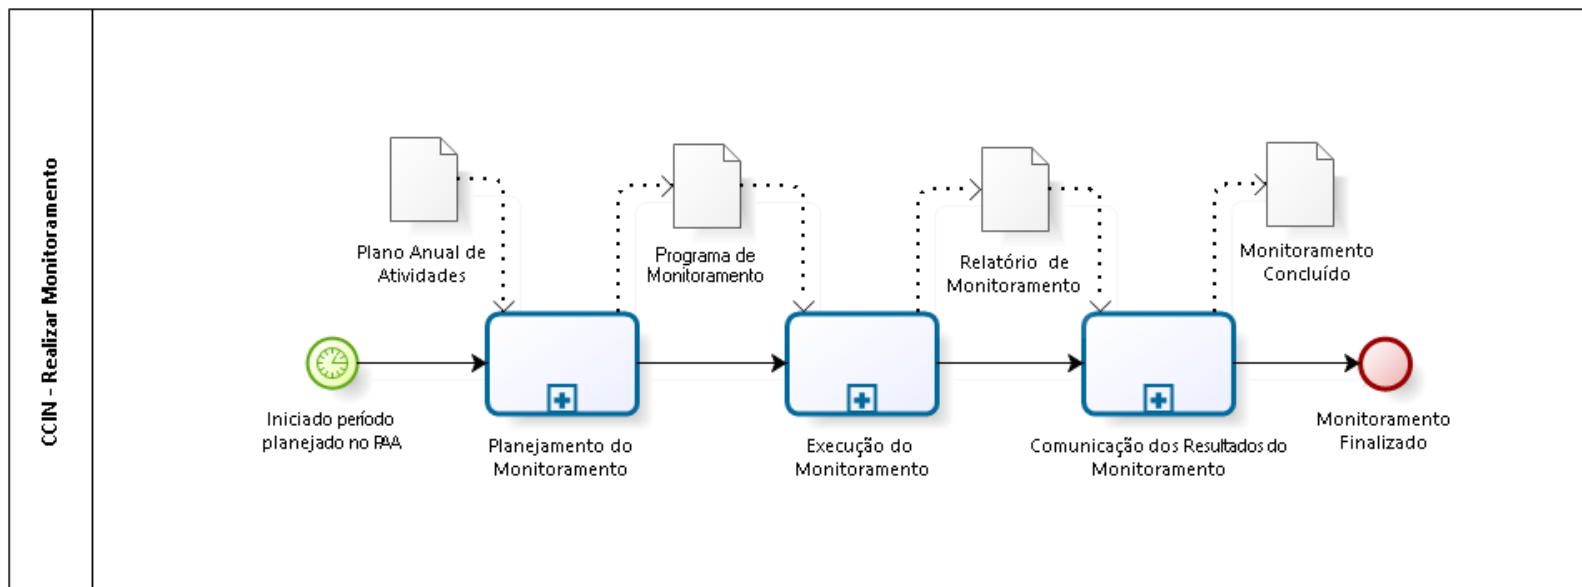 CCIN - Realizar Monitoramento
Plano Anual de
Atividades
Programa de
Monitoramento
Relatório de
Monitoramento
Monitoramento
Concluído
Iniciado período
planejado no PAA
Planejamento do
Monitoramento
Execução do
Monitoramento
Comunicação dos Resultados do
Monitoramento
Monitoramento
Finalizado